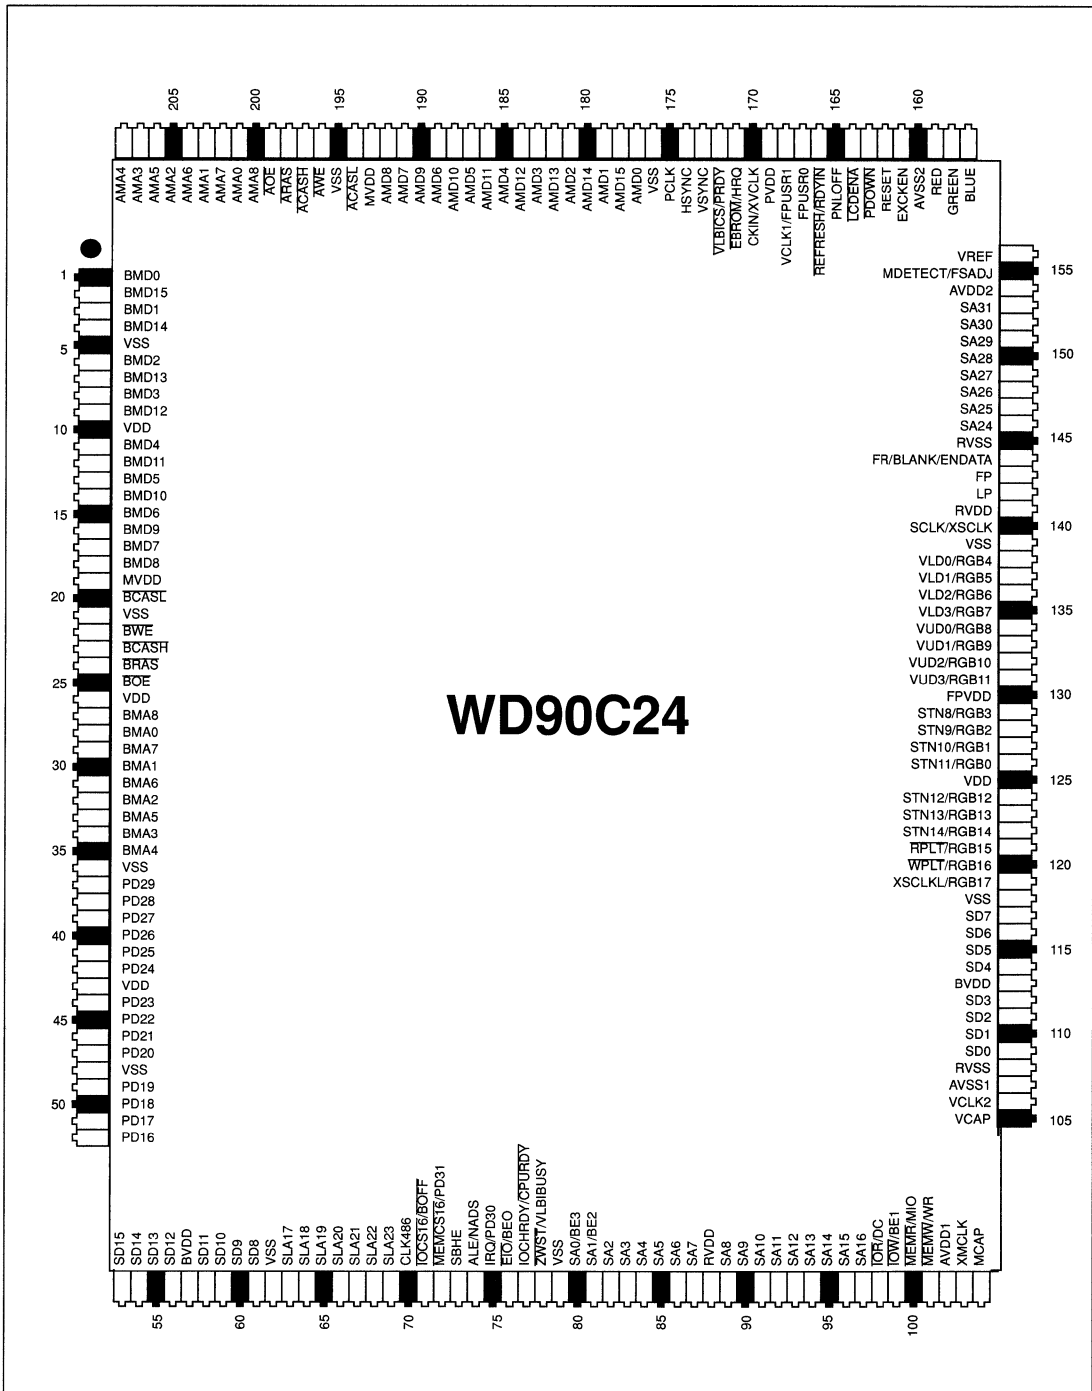 205 200 195 190 185 180 175 170 165 160
AMA4
AMA3
AMA5
AMA2
AMA6
AMA1
AMA7
AMA0
AMA8
AOE
ARAS
ACASH
AWE
VSS
ACASL
MVDD
AMD8
AMD7
AMD9
AMD6
AMD10
AMD5
AMD11
AMD4
AMD12
AMD3
AMD13
AMD2
AMD14
AMD1
AMD15
AMD0
VSS
PCLK
HSYNC
VSYNC
VLBICS/PRDY
EBROM/HRQ
CKIN/XVCLK
PVDD
VCLK1/FPUSR1
FPUSR0
REFRESH/RDYIN
PNLOFF
LCDENA
PDOWN
RESET
EXCKEN
AVSS2
RED
GREEN
BLUE
1 BMD0
BMD15
BMD1
BMD14
5 VSS
BMD2
BMD13
BMD3
BMD12
10 VDD
BMD4
BMD11
BMD5
BMD10
15 BMD6
BMD9
BMD7
BMD8
MVDD
20 BCASL
VSS
BWE
BCASH
BRAS
25 BOE
VDD
BMA8
BMA0
BMA7
30 BMA1
BMA6
BMA2
BMA5
BMA3
35 BMA4
VSS
PD29
PD28
PD27
40 PD26
PD25
PD24
VDD
PD23
45 PD22
PD21
PD20
VSS
PD19
50 PD18
PD17
PD16
WD90C24
VREF
MDETECT/FSADJ 155
AVDD2
SA31
SA30
SA29
SA28 150
SA27
SA26
SA25
SA24
RVSS 145
FR/BLANK/ENDATA
FP
LP
RVDD
SCLK/XSCLK 140
VSS
VLD0/RGB4
VLD1/RGB5
VLD2/RGB6
VLD3/RGB7 135
VUD0/RGB8
VUD1/RGB9
VUD2/RGB10
VUD3/RGB11
FPVDD 130
STN8/RGB3
STN9/RGB2
STN10/RGB1
STN11/RGB0
VDD 125
STN12/RGB12
STN13/RGB13
STN14/RGB14
RPLT/RGB15
WPLT/RGB16 120
XSCLKL/RGB17
VSS
SD7
SD6
SD5 115
SD4
BVDD
SD3
SD2
SD1 110
SD0
RVSS
AVSS1
VCLK2
VCAP 105
SD15
SD14
SD13
SD12
BVDD
SD11
SD10
SD9
SD8
VSS
SLA17
SLA18
SLA19
SLA20
SLA21
SLA22
SLA23
CLK486
IOCS16/BOFF
MEMCS16/PD31
SBHE
ALE/NADS
IRQ/PD30
EIO/BEO
IOCHRDY/CPURDY
ZWST/VLBIBUSY
VSS
SA0/BE3
SA1/BE2
SA2
SA3
SA4
SA5
SA6
SA7
RVDD
SA8
SA9
SA10
SA11
SA12
SA13
SA14
SA15
SA16
IOR/DC
IOW/BE1
MEMR/MIO
MEMW/WR
AVDD1
XMCLK
MCAP
55 60 65 70 75 80 85 90 95 100